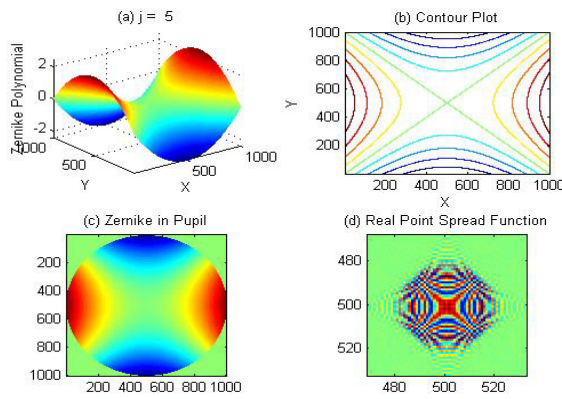 (a) j = 5
Zernike Polynomial
2
0
-2
1000
500
Y
500
1000
X
(b) Contour Plot
Y
1000
800
600
400
200
200 400 600 800 1000
X
(c) Zernike in Pupil
200
400
600
800
1000
200 400 600 800 1000
(d) Real Point Spread Function
480
500
520
480 500 520